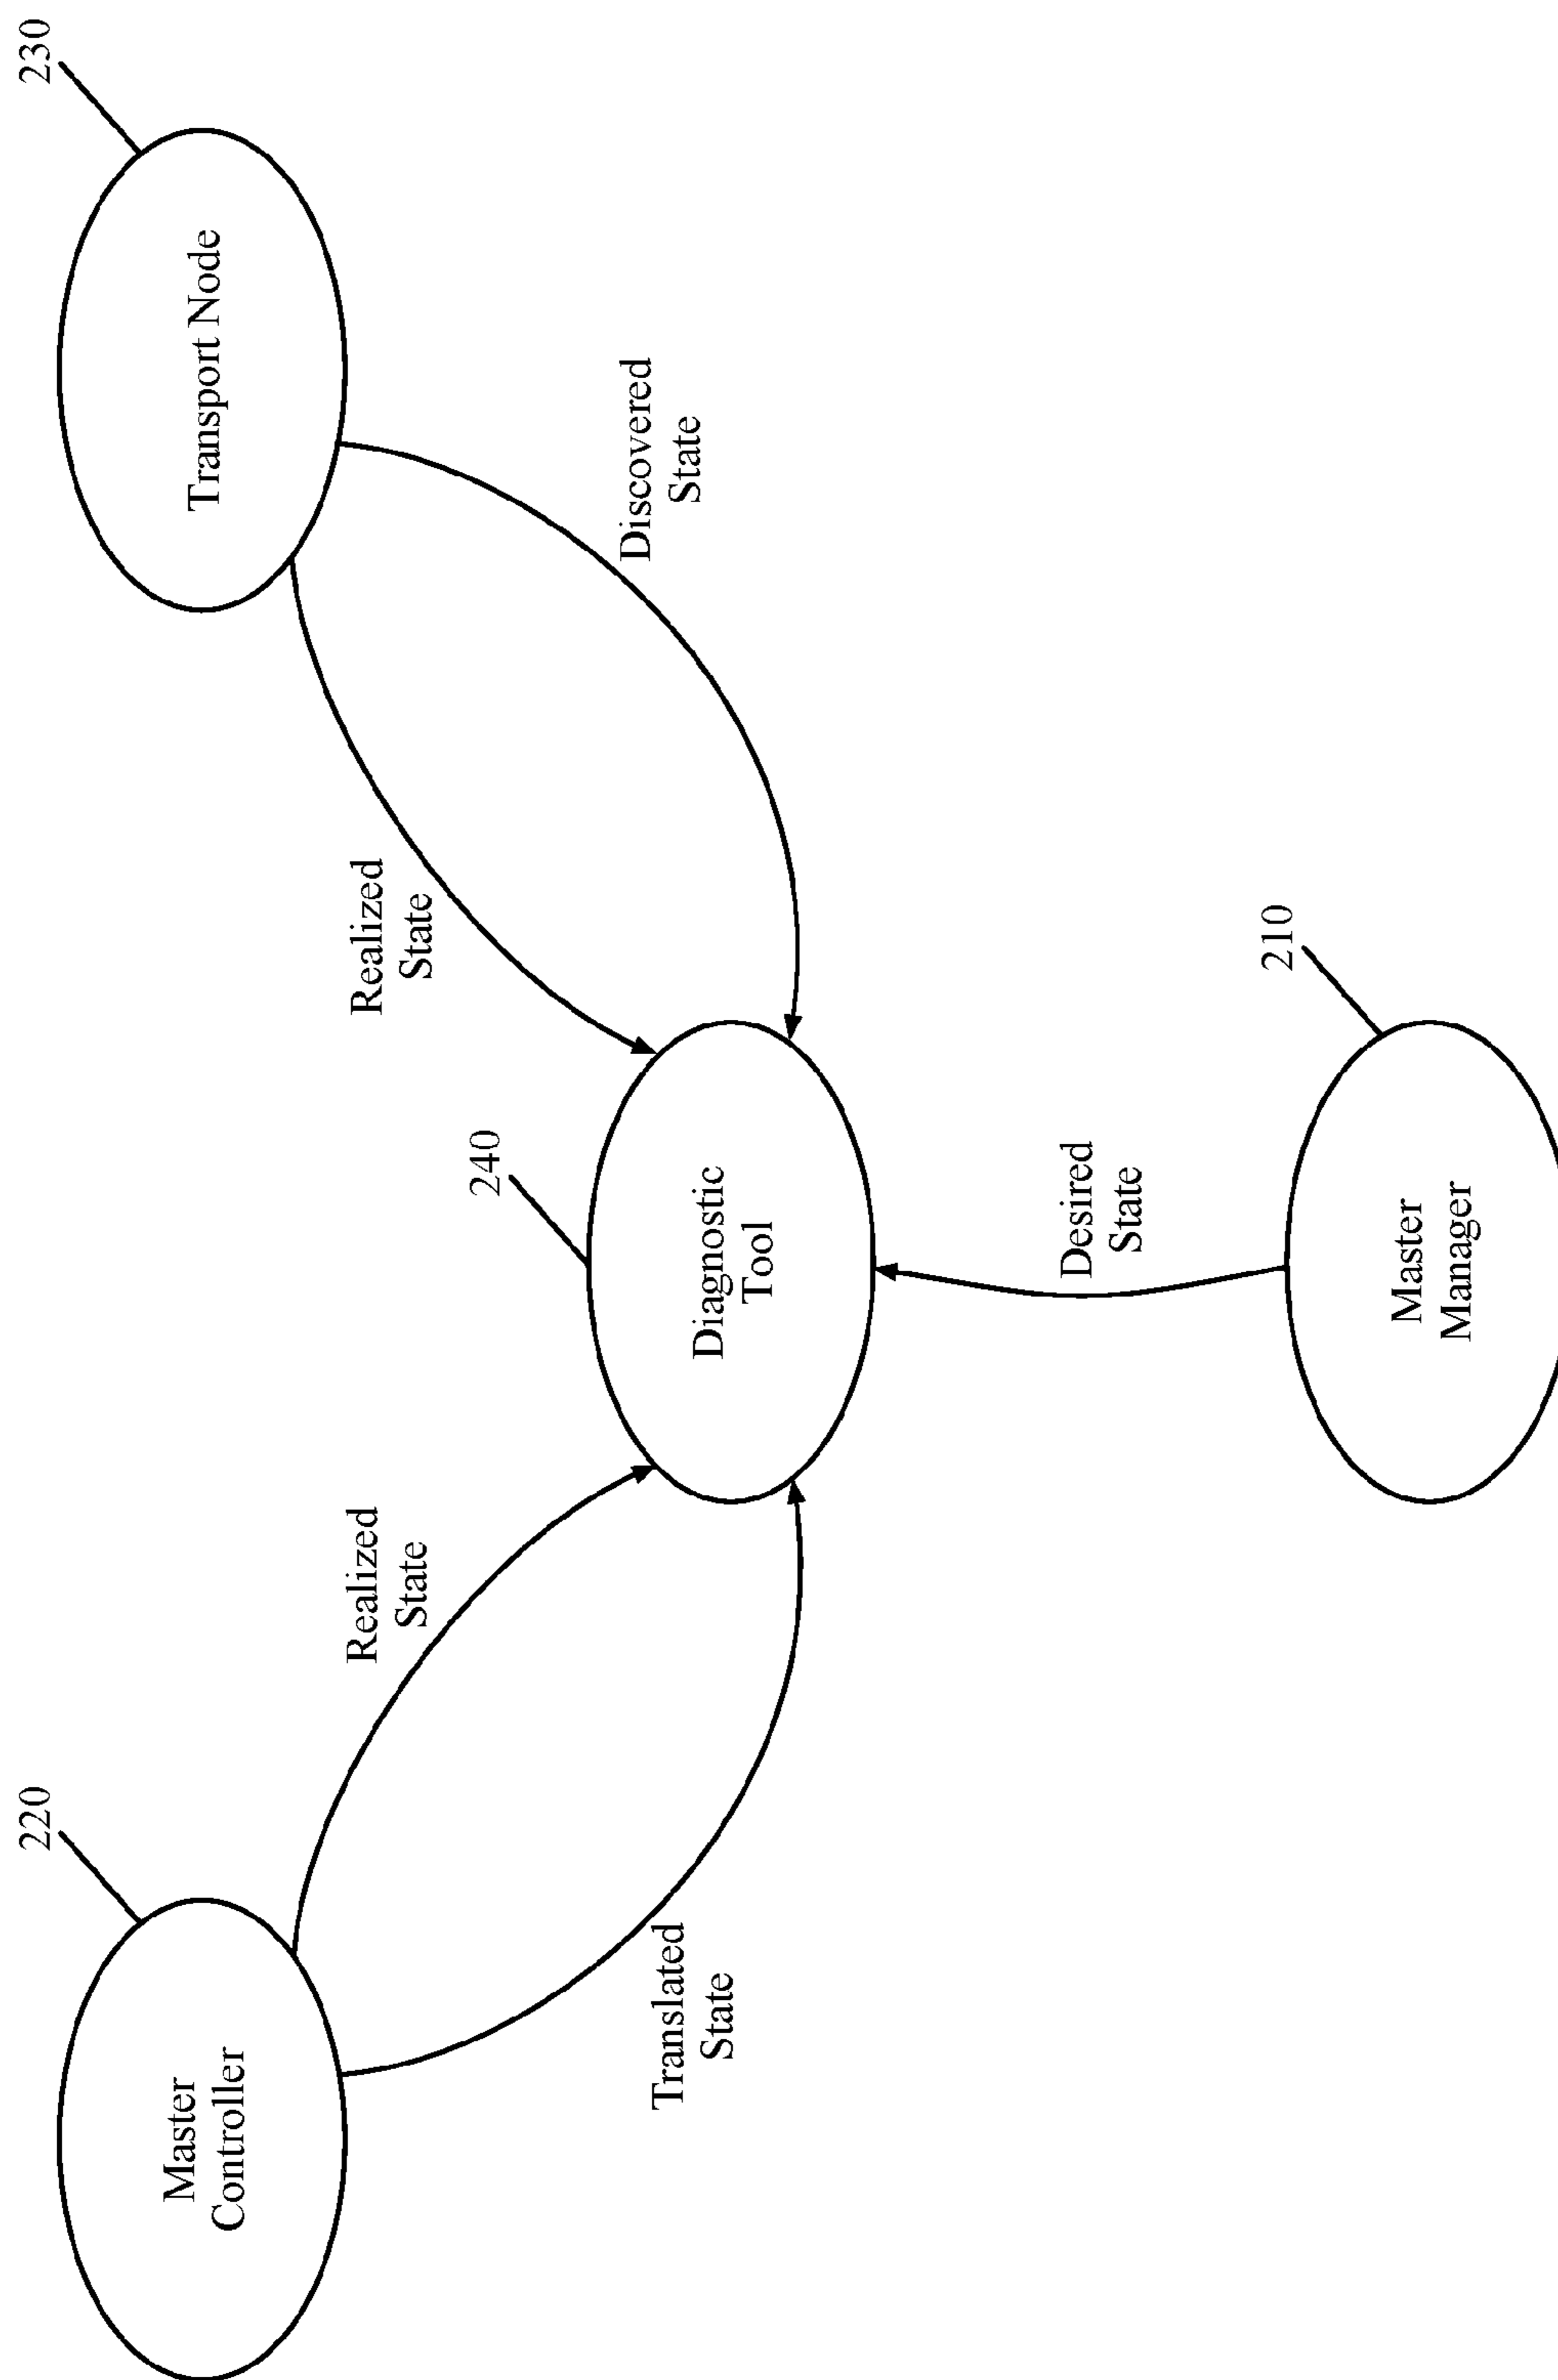 220
Master
Controller
Realized
State
Translated
State
240
Diagnostic
Tool
230
Transport Node
Realized
State
Discovered
State
Desired
State
210
Master
Manager